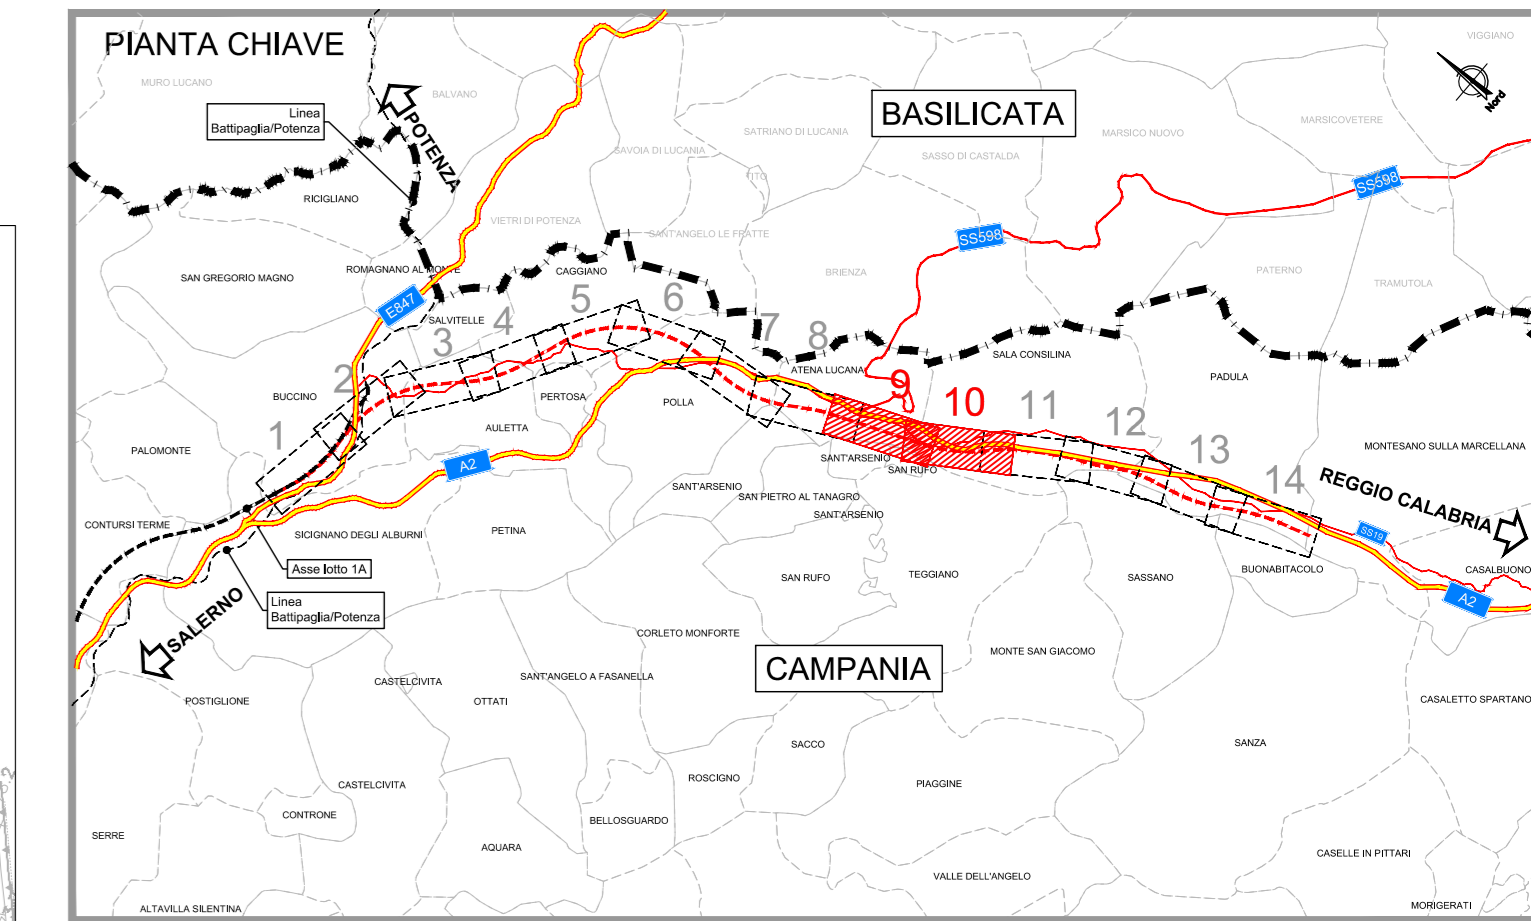 PIANTA CHIAVE
VIGGIANO
MURO LUCANO
BALVANO
Linea
Battipaglia/Potenza
POTENZA
BASILICATA
Nord
SATRIANO DI LUCANIA
MARSICO NUOVO
MARSICOVETERE
SAVOIA DI LUCANIA
SASSO DI CASTALDA
TITO
SS598
RICIGLIANO
VIETRI DI POTENZA
SANT'ANGELO LE FRATTE
SS598
SAN GREGORIO MAGNO
ROMAGNANO AL MONTE
CAGGIANO
BRIENZA
PATERNO
TRAMUTOLA
E847
SALVITELLE
1
2
3
4
5
6
7
8
9
10
11
12
13
14
SALA CONSILINA
ATENA LUCANA
PADULA
BUCCINO
PERTOSA
POLLA
AULETTA
PALOMONTE
A2
MONTESANO SULLA MARCELLANA
SANT'ARSENIO
SAN RUFO
SANT'ARSENIO
SAN PIETRO AL TANAGRO
SANT'ARSENIO
REGGIO CALABRIA
CONTURSI TERME
SICIGNANO DEGLI ALBURNI
PETINA
SS19
Asse lotto 1A
SAN RUFO
TEGGIANO
SASSANO
BUONABITACOLO
CASALBUONO
A2
Linea
Battipaglia/Potenza
SALERNO
CORLETO MONFORTE
MONTE SAN GIACOMO
CAMPANIA
CASTELCIVITA
SANT'ANGELO A FASANELLA
POSTIGLIONE
OTTATI
CASALETTO SPARTANO
SACCO
SANZA
ROSCIGNO
PIAGGINE
CASTELCIVITA
CONTRONE
BELLOSGUARDO
SERRE
AQUARA
CASELLE IN PITTARI
VALLE DELL'ANGELO
ALTAVILLA SILENTINA
MORIGERATI